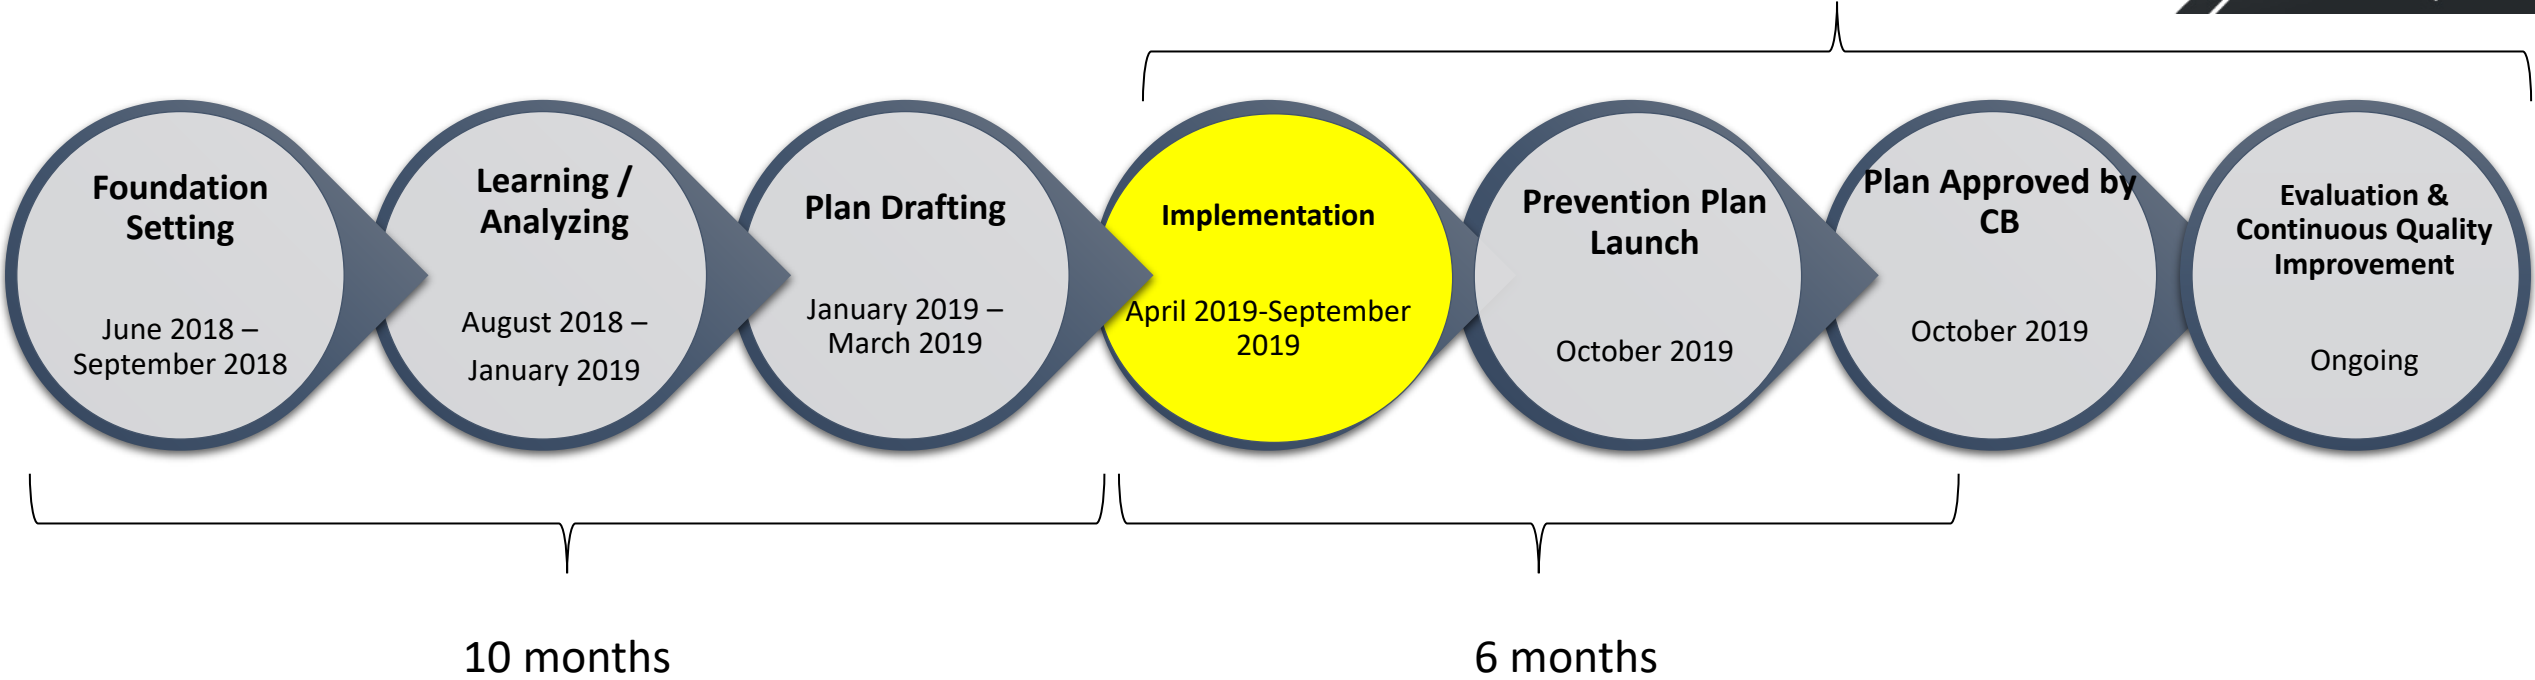 Foundation
Setting
June 2018 –
September 2018
Learning /
Analyzing
August 2018 –
January 2019
Plan Drafting
January 2019 –
March 2019
Implementation
April 2019-September
2019
Prevention Plan
Launch
October 2019
Plan Approved by
CB
October 2019
Evaluation &
Continuous Quality
Improvement
Ongoing
10 months
6 months